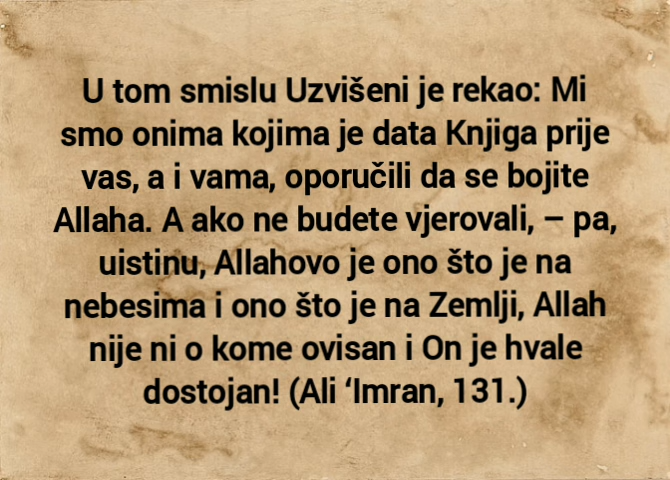 U tom smislu Uzvišeni je rekao: Mi
smo onima kojima je data Knjiga prije
vas, a i vama, oporučili da se bojite
Allaha. A ako ne budete vjerovali, – pa,
uistinu, Allahovo je ono što je na
nebesima i ono što je na Zemlji, Allah
nije ni o kome ovisan i On je hvale
dostojan! (Ali ‘Imran, 131.)